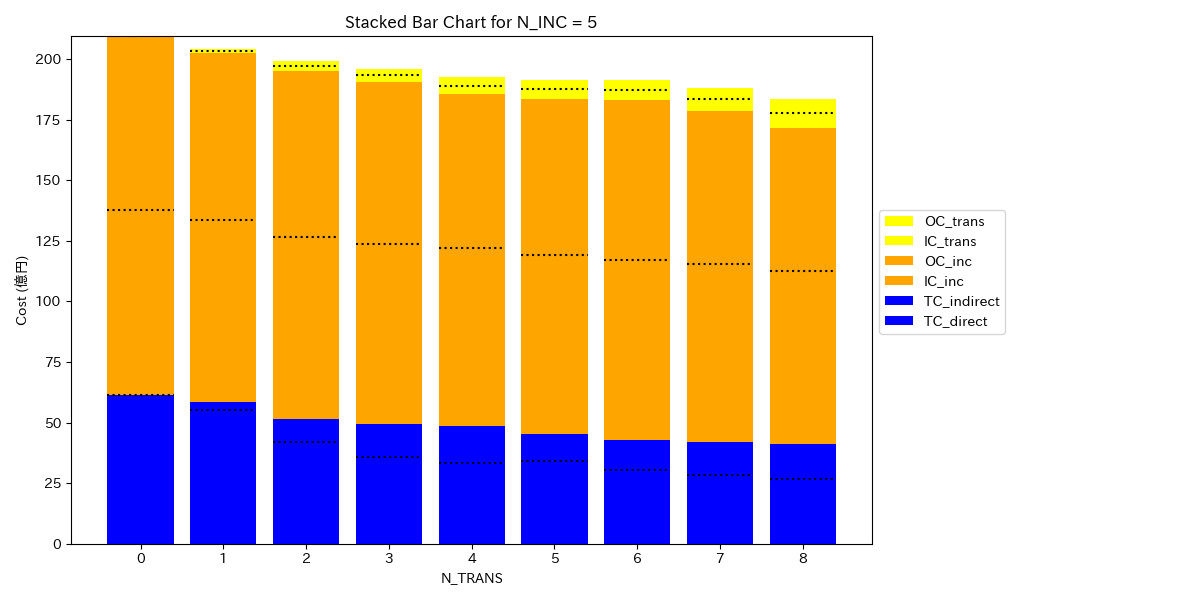 Stacked Bar Chart for N_INC = 5
Cost (億円)
200
175
150
125
100
75
50
25
0
0 1 2 3 4 5 6 7 8
N_TRANS
OC_trans
IC_trans
OC_inc
IC_inc
TC_indirect
TC_direct